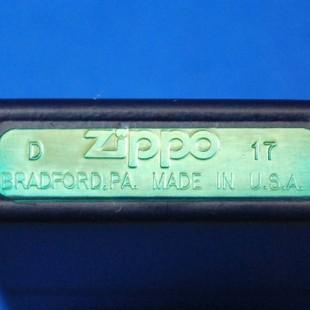 D Zippo 17
BRADFORD, PA. MADE IN U.S.A.